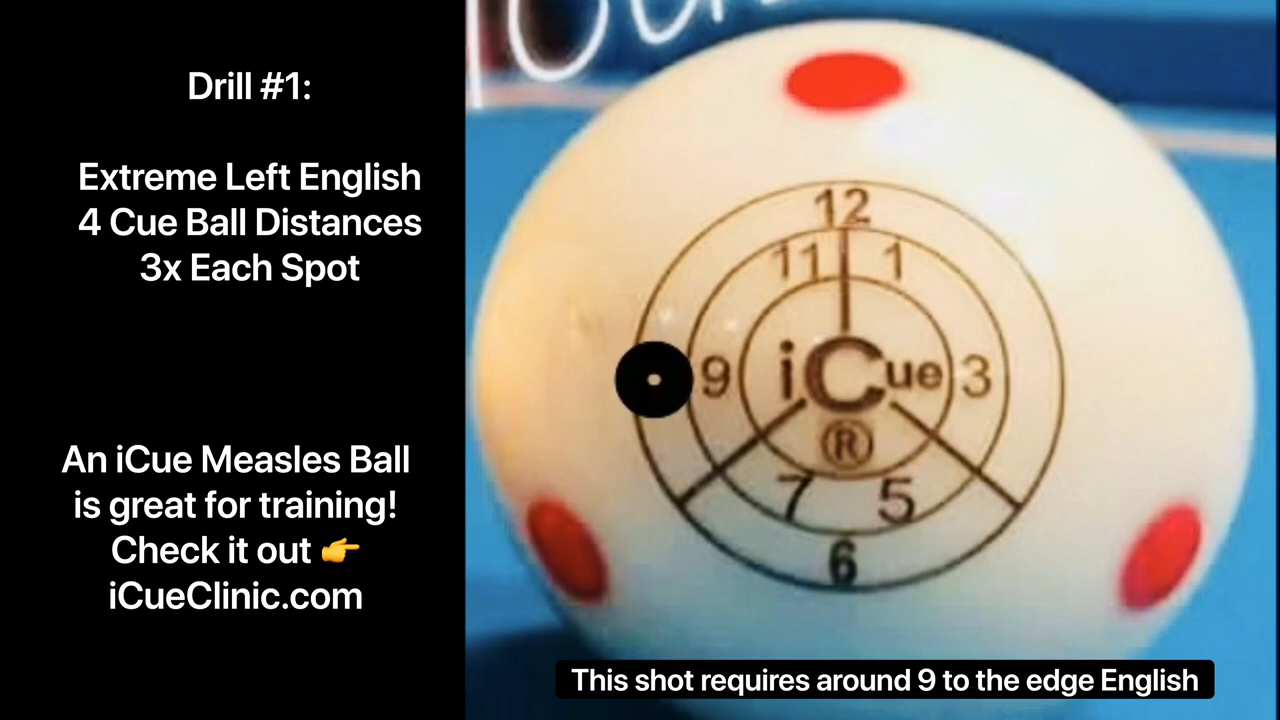 Drill #1:
Extreme Left English
4 Cue Ball Distances
3x Each Spot
An iCue Measles Ball
is great for training!
Check it out 👉
iCueClinic.com
12
11 1
9 iCue 3
®
7 5
6
This shot requires around 9 to the edge English